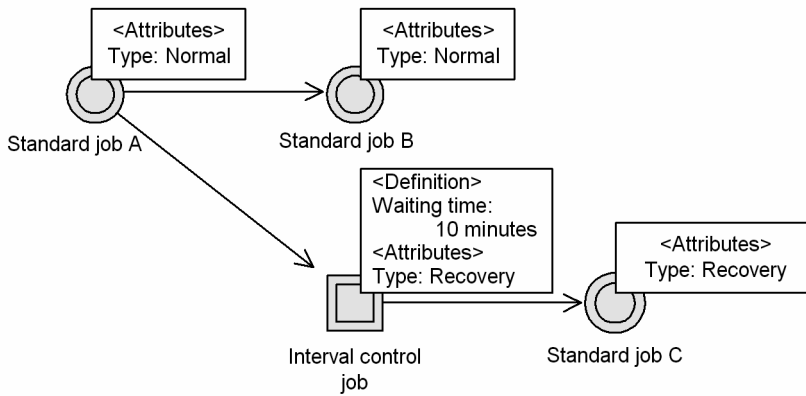 <Attributes>
Type: Normal
Standard job A
<Attributes>
Type: Normal
Standard job B
<Definition>
Waiting time:
10 minutes
<Attributes>
Type: Recovery
Interval control
job
<Attributes>
Type: Recovery
Standard job C